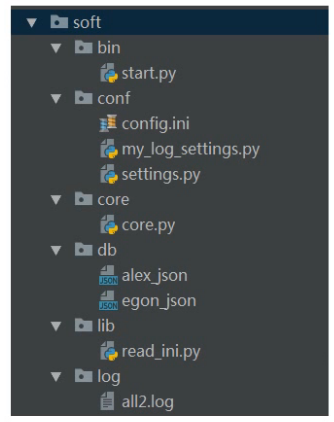 soft
bin
start.py
conf
config.ini
my_log_settings.py
settings.py
core
core.py
db
JSON alex_json
JSON egon_json
lib
read_ini.py
log
all2.log